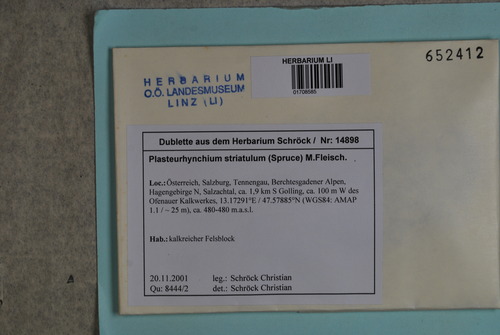 HERBARIUM
O.Ö. LANDESMUSEUM
LINZ (LI)
HERBARIUM LI
01708585
652412
Dublette aus dem Herbarium Schröck / Nr: 14898
Plasteurhynchium striatulum (Spruce) M.Fleisch.
Loc.: Österreich, Salzburg, Tennengau, Berchtesgadener Alpen,
Hagengebirge N, Salzachtal, ca. 1,9 km S Golling, ca. 100 m W des
Ofenauer Kalkwerkes, 13.17291°E / 47.57885°N (WGS84: AMAP
1.1 / ~ 25 m), ca. 480-480 m.a.s.l.
Hab.: kalkreicher Felsblock
20.11.2001 leg.: Schröck Christian
Qu: 8444/2 det.: Schröck Christian